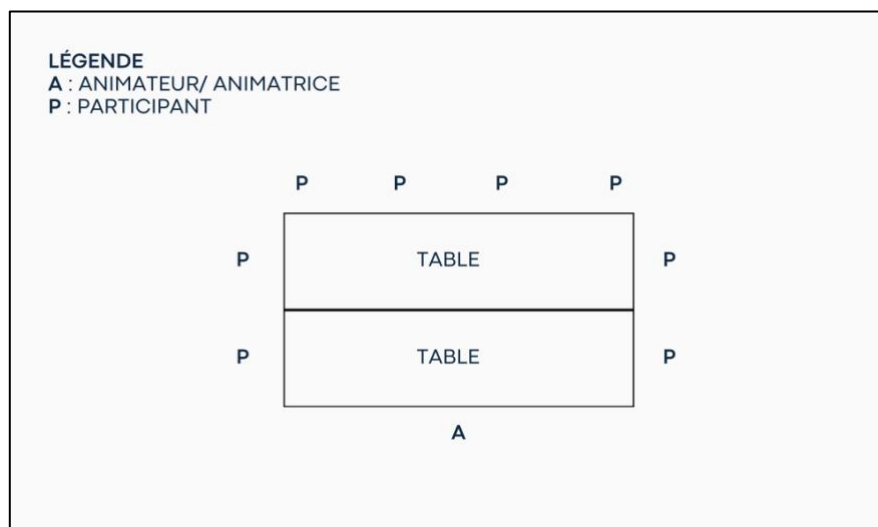 LÉGENDE
A : ANIMATEUR/ ANIMATRICE
P : PARTICIPANT
P P P P
P TABLE P
P TABLE P
A